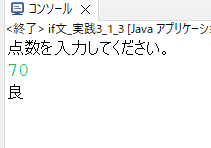 コンソール ×
<終了> if文_実践3_1_3 [Java アプリケーシ
点数を入力してください。
70
良